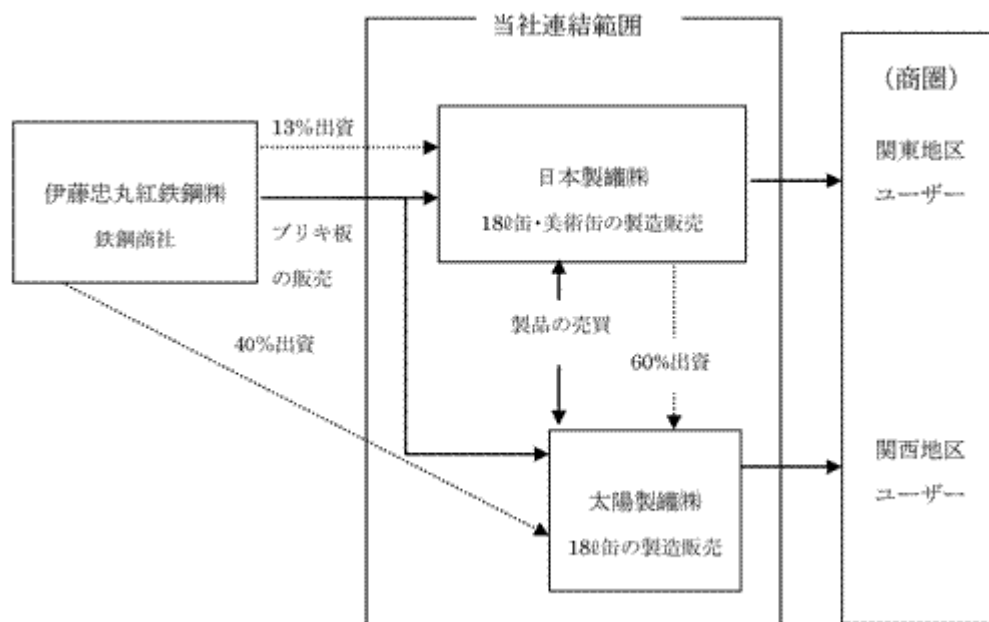 当社連結範囲
(商圏)
13%出資
伊藤忠丸紅鉄鋼㈱
鉄鋼商社
ブリキ板
の販売
40%出資
日本製罐㈱
18ℓ缶・美術缶の製造販売
製品の売買
60%出資
太陽製罐㈱
18ℓ缶の製造販売
関東地区
ユーザー
関西地区
ユーザー